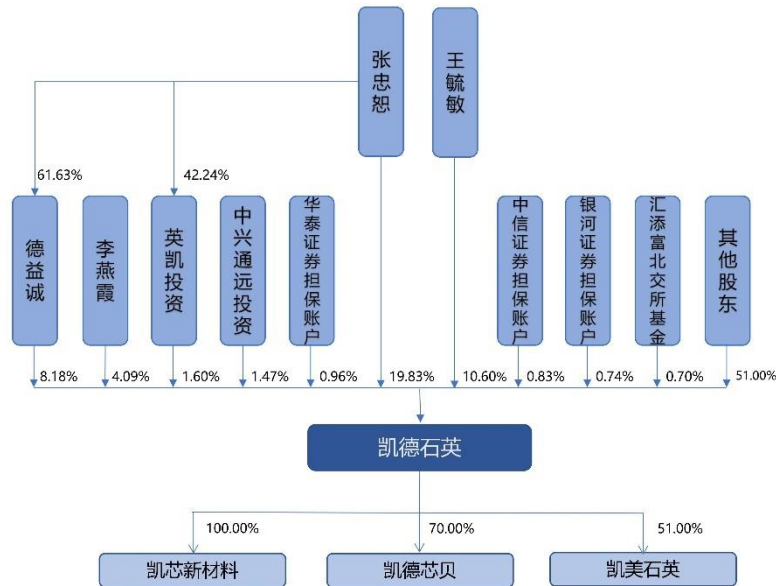 张忠恕
王毓敏
61.63%
42.24%
德益诚
李燕霞
英凯投资
中兴通远投资
华泰证券担保账户
中信证券担保账户
银河证券担保账户
汇添富北交所基金
其他股东
8.18%
4.09%
1.60%
1.47%
0.96%
19.83%
10.60%
0.83%
0.74%
0.70%
51.00%
凯德石英
100.00%
70.00%
51.00%
凯芯新材料
凯德芯贝
凯美石英